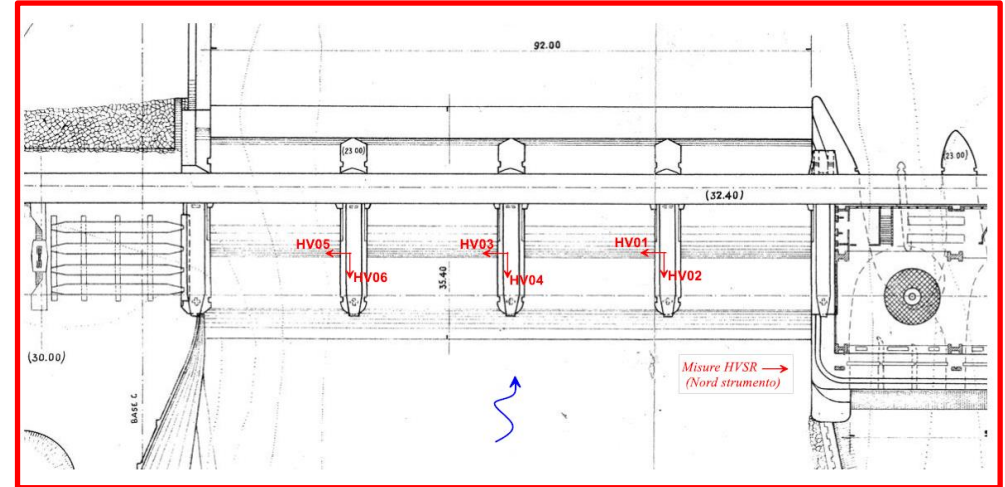 92.00
(23.00)
(23.00)
(32.40)
HV05
HV03
HV01
HV06
HV04
HV02
35.40
(30.00)
BASE C
Misure HVSR
(Nord strumento)